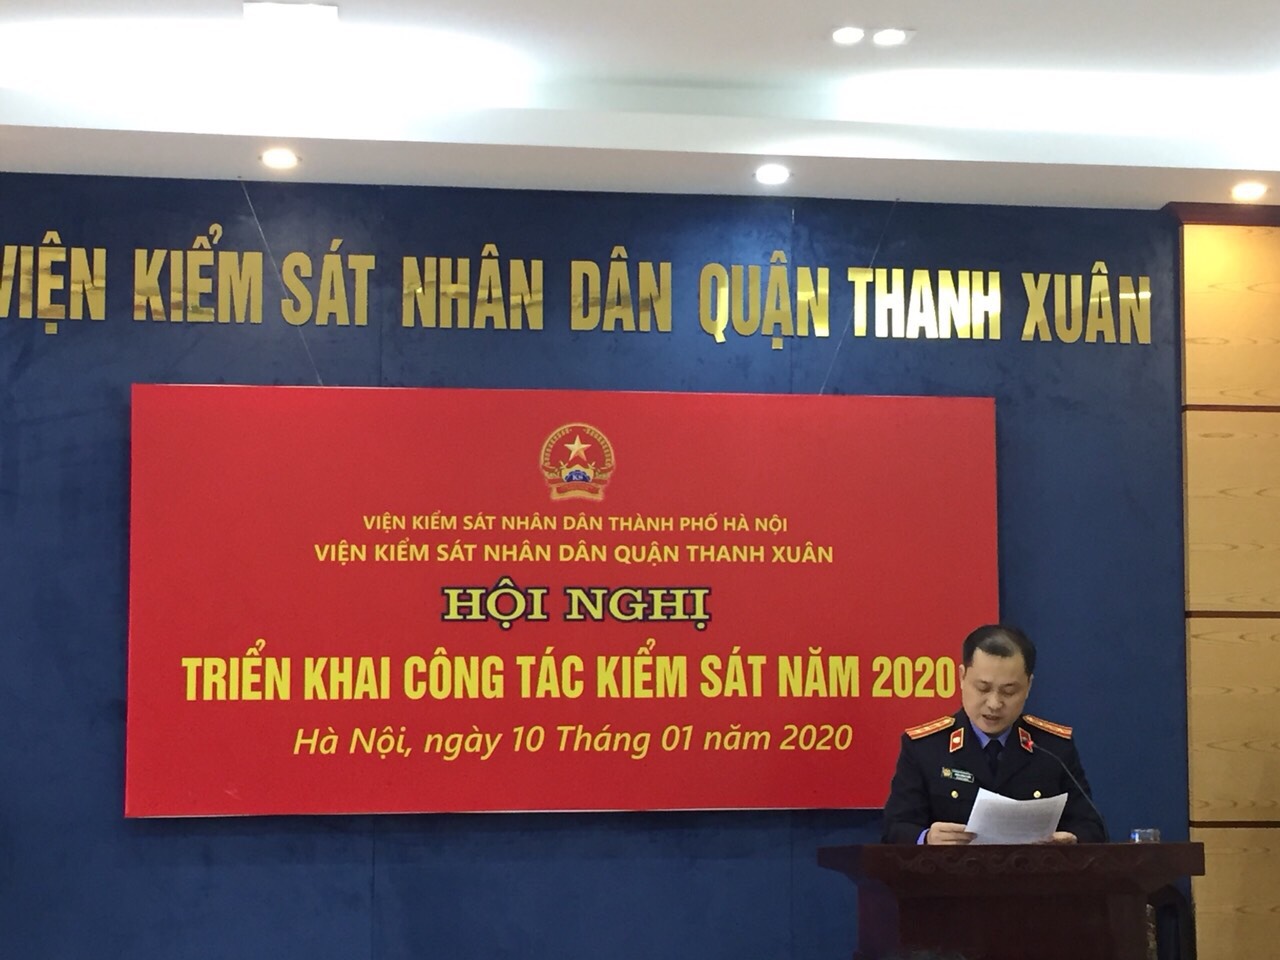 VIỆN KIỂM SÁT NHÂN DÂN QUẬN THANH XUÂN
VIỆN KIỂM SÁT NHÂN DÂN THÀNH PHỐ HÀ NỘI
VIỆN KIỂM SÁT NHÂN DÂN QUẬN THANH XUÂN
HỘI NGHỊ
TRIỂN KHAI CÔNG TÁC KIỂM SÁT NĂM 2020
Hà Nội, ngày 10 Tháng 01 năm 2020